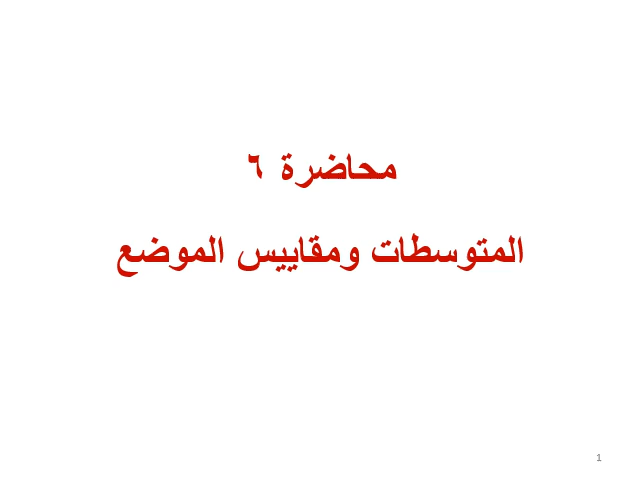 محاضرة ٦
المتوسطات ومقاييس الموضع
1